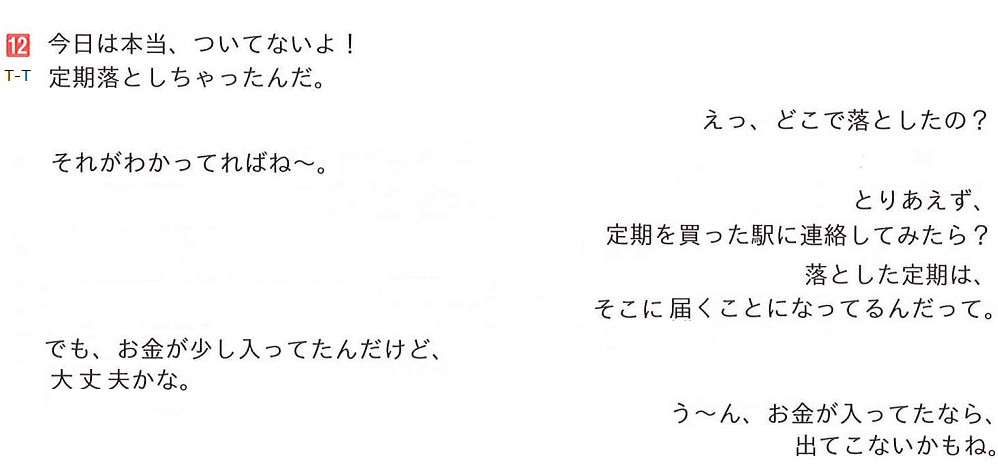 12 今日は本当、ついてないよ！
T-T 定期落としちゃったんだ。
えっ、どこで落としたの？
それがわかってればね〜。
とりあえず、
定期を買った駅に連絡してみたら？
落とした定期は、
そこに届くことになってるんだって。
でも、お金が少し入ってたんだけど、
大丈夫かな。
う〜ん、お金が入ってたなら、
出てこないかもね。